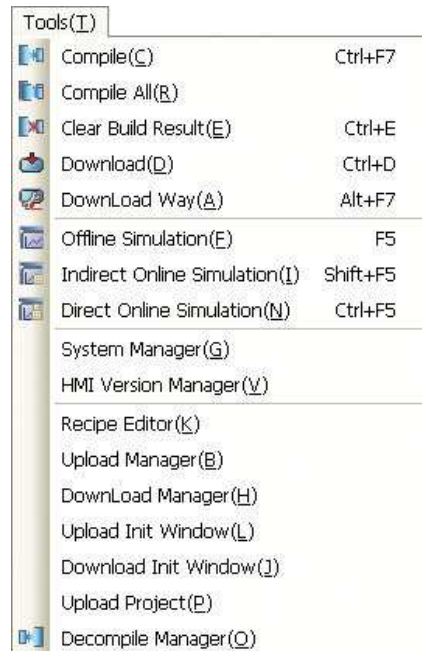 Tools(T)
Compile(C) Ctrl+F7
Compile All(R)
Clear Build Result(E) Ctrl+E
Download(D) Ctrl+D
DownLoad Way(A) Alt+F7
Offline Simulation(F) F5
Indirect Online Simulation(I) Shift+F5
Direct Online Simulation(N) Ctrl+F5
System Manager(G)
HMI Version Manager(V)
Recipe Editor(K)
Upload Manager(B)
DownLoad Manager(H)
Upload Init Window(L)
Download Init Window(J)
Upload Project(P)
Decompile Manager(O)